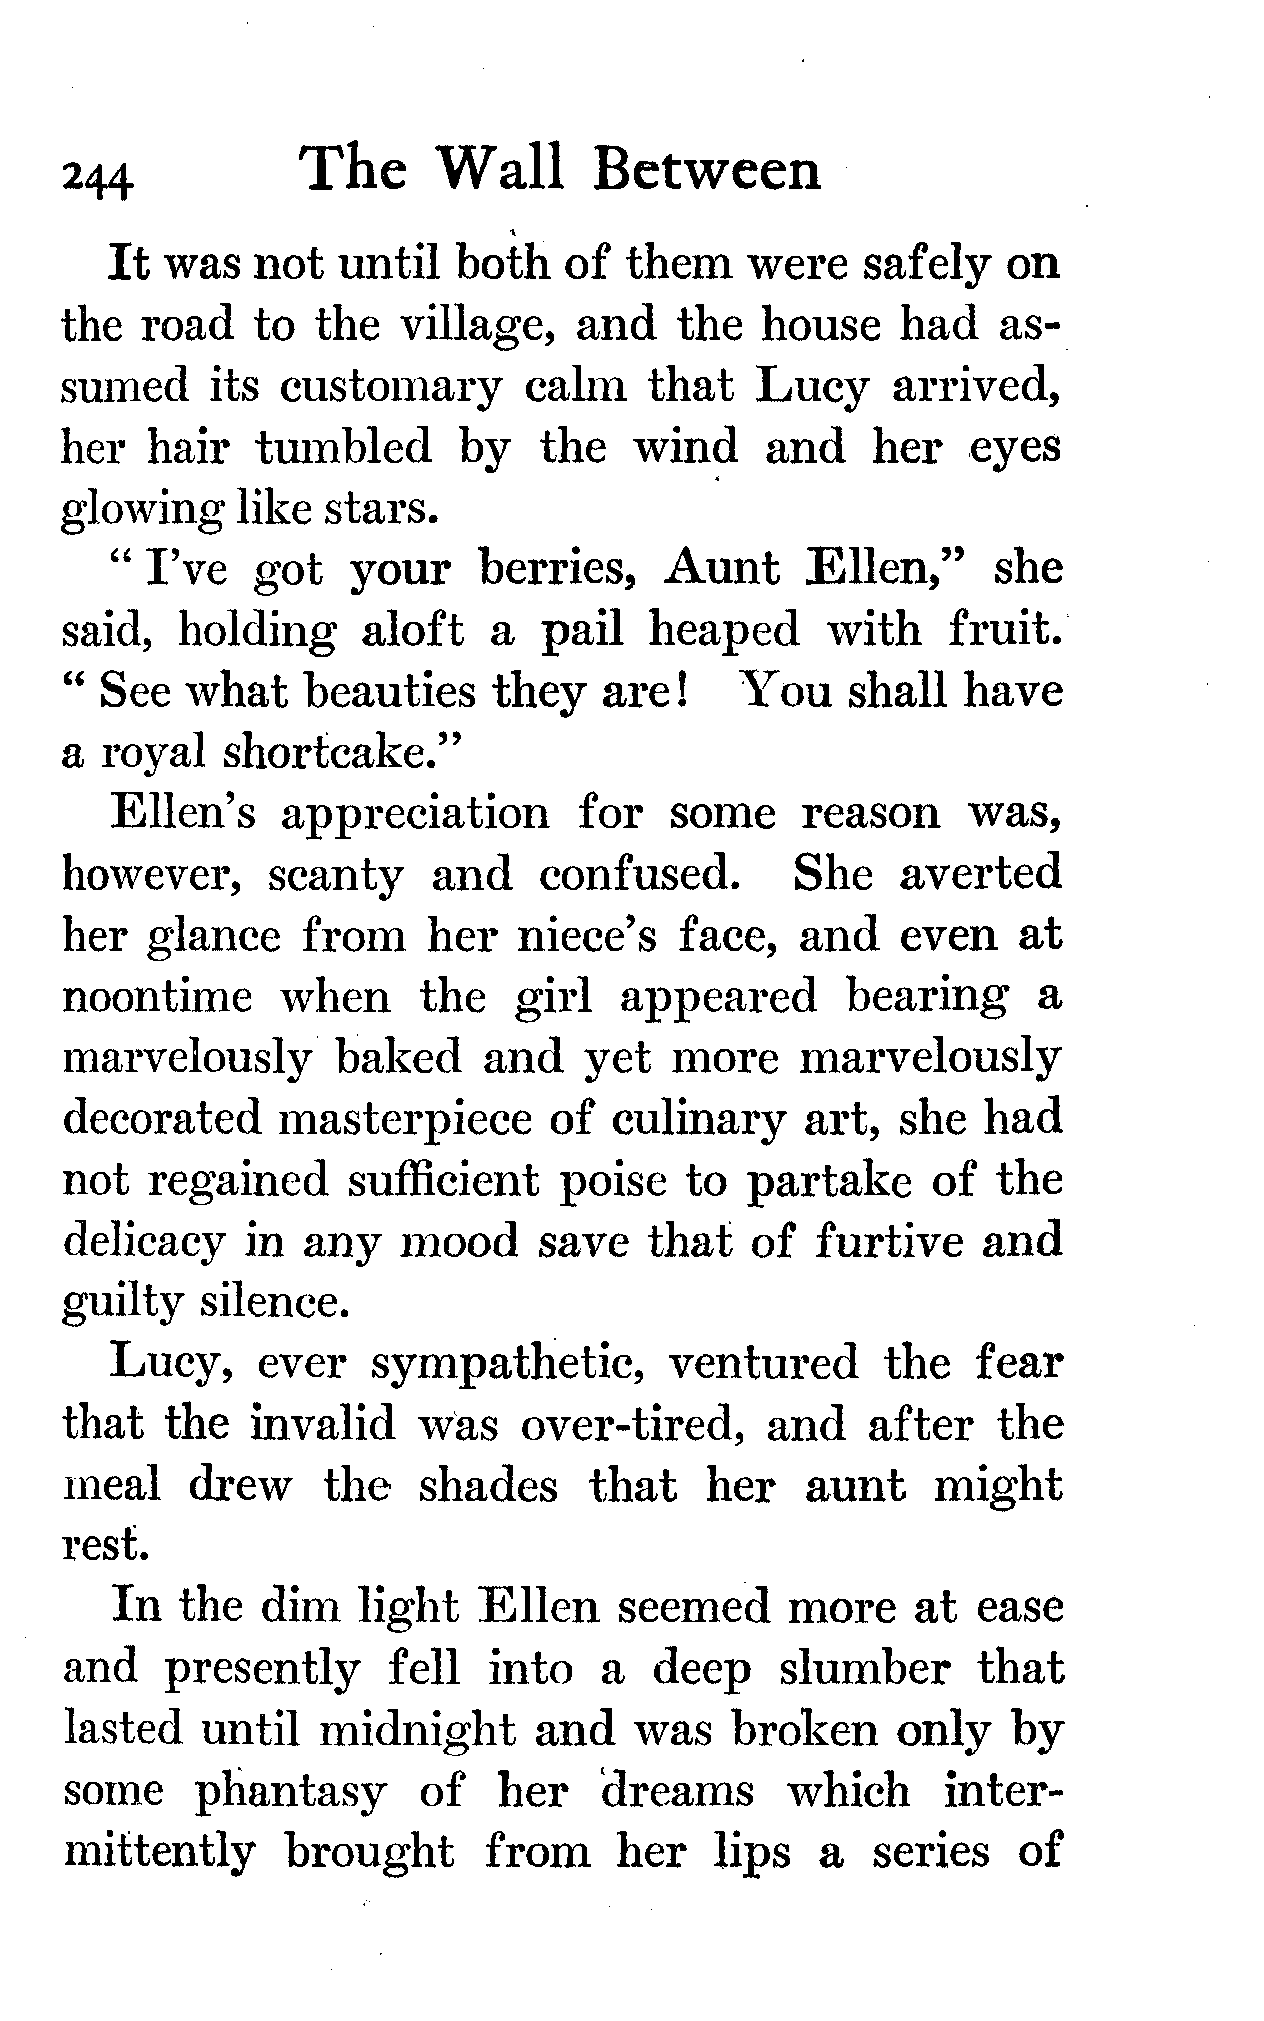 244 The Wall Between
It was not until both of them were safely on
the road to the village, and the house had as-
sumed its customary calm that Lucy arrived,
her hair tumbled by the wind and her eyes
glowing like stars.
“ I’ve got your berries, Aunt Ellen,” she
said, holding aloft a pail heaped with fruit.
“ See what beauties they are! You shall have
a royal shortcake.”
Ellen’s appreciation for some reason was,
however, scanty and confused. She averted
her glance from her niece’s face, and even at
noontime when the girl appeared bearing a
marvelously baked and yet more marvelously
decorated masterpiece of culinary art, she had
not regained sufficient poise to partake of the
delicacy in any mood save that of furtive and
guilty silence.
Lucy, ever sympathetic, ventured the fear
that the invalid was over-tired, and after the
meal drew the shades that her aunt might
rest.
In the dim light Ellen seemed more at ease
and presently fell into a deep slumber that
lasted until midnight and was broken only by
some phantasy of her dreams which inter-
mittently brought from her lips a series of